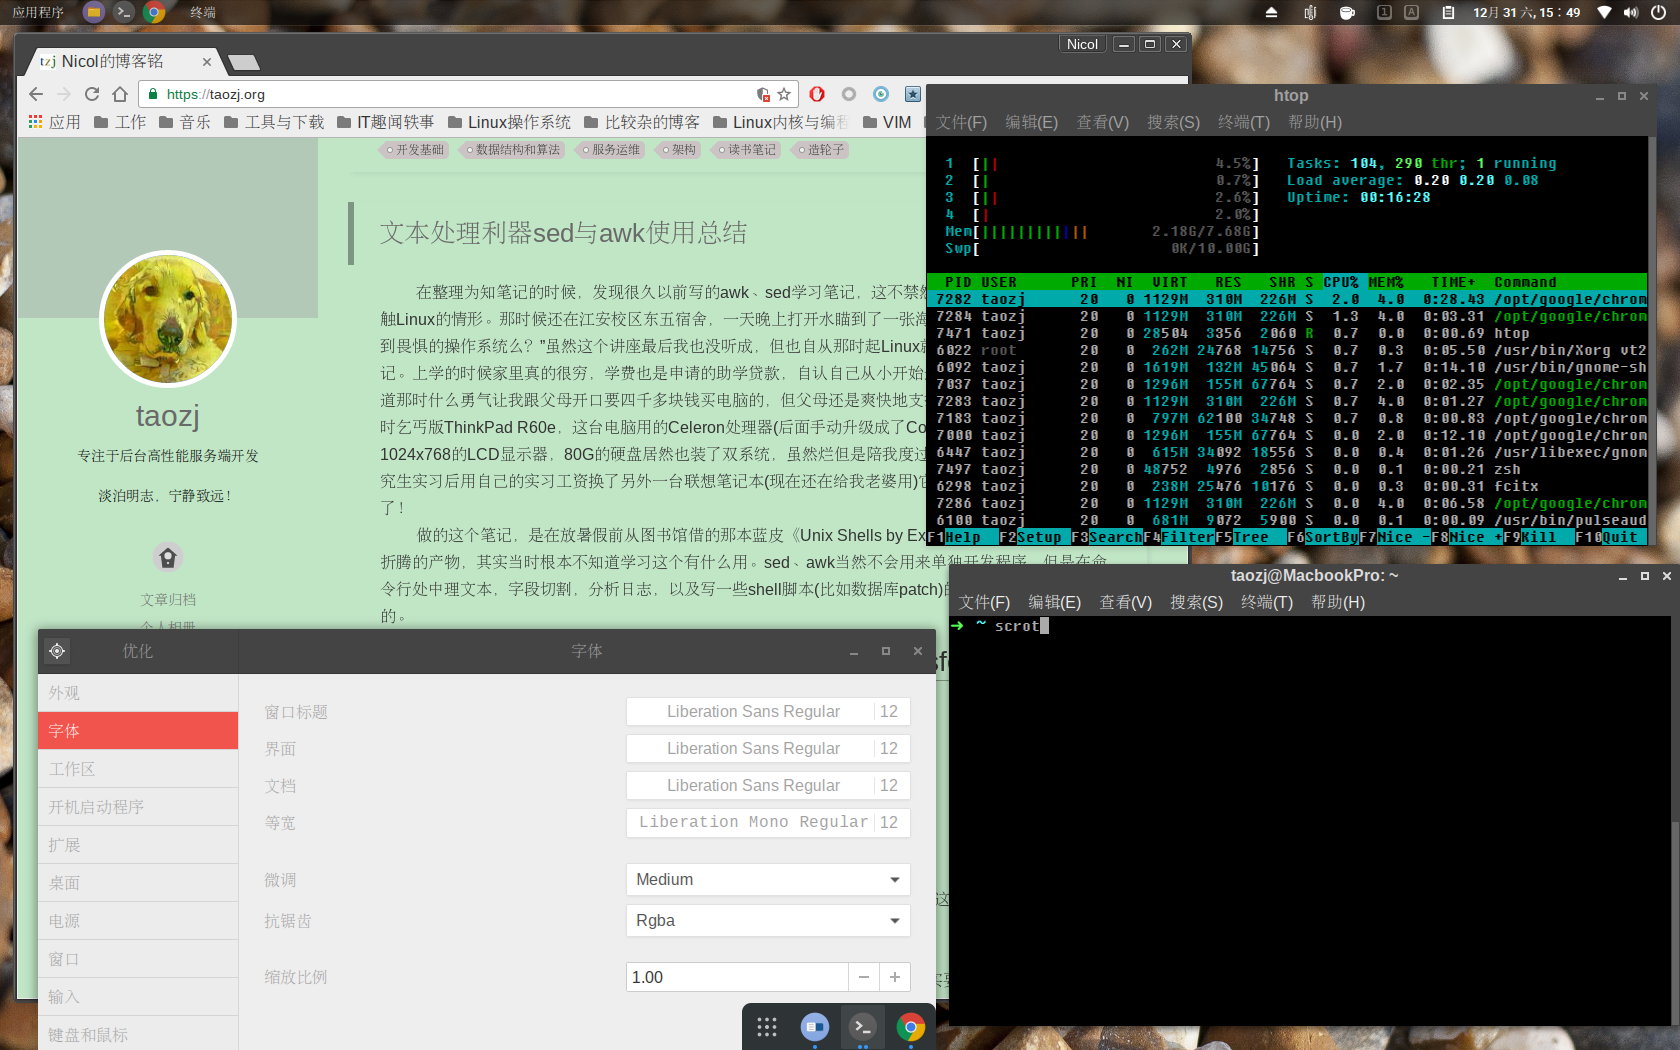 应用程序
终端
1
A
12月 31 六, 15 : 49
Nicol
tzj Nicol的博客铭
https://taozj.org
应用 工作 音乐 工具与下载 IT趣闻轶事 Linux操作系统 比较杂的博客 Linux内核与编程 VIM
开发基础 数据结构和算法 服务运维 架构 读书笔记 造轮子
文本处理利器sed与awk使用总结
在整理为知笔记的时候，发现很久以前写的awk、sed学习笔记，这不禁然
触Linux的情形。那时候还在江安校区东五宿舍，一天晚上打开水瞄到了一张海
到畏惧的操作系统么？”虽然这个讲座最后我也没听成，但也自从那时起Linux就
记。上学的时候家里真的很穷，学费也是申请的助学贷款，自认自己从小开始
道那时什么勇气让我跟父母开口要四千多块钱买电脑的，但父母还是爽快地支
时乞丐版ThinkPad R60e，这台电脑用的Celeron处理器(后面手动升级成了Co
1024x768的LCD显示器，80G的硬盘居然也装了双系统，虽然烂但是陪我度过
究生实习后用自己的实习工资换了另外一台联想笔记本(现在还在给我老婆用)它
了！
做的这个笔记，是在放暑假前从图书馆借的那本蓝皮《Unix Shells by Ex
折腾的产物，其实当时根本不知道学习这个有什么用。sed、awk当然不会用来单独开发程序，但是在命
令行处中理文本，字段切割，分析日志，以及写一些shell脚本(比如数据库patch)的
的。
taozj
专注于后台高性能服务端开发
淡泊明志，宁静致远！
文章归档
个人相册
htop
文件(F) 编辑(E) 查看(V) 搜索(S) 终端(T) 帮助(H)
1 [|| 4.5%] Tasks: 104, 290 thr; 1 running
2 [| 0.7%] Load average: 0.20 0.20 0.08
3 [|| 2.6%] Uptime: 00:16:28
4 [| 2.0%]
Mem[|||||||||||| 2.18G/7.68G]
Swp[ 0K/10.00G]
PID USER PRI NI VIRT RES SHR S CPU% MEM% TIME+ Command
7282 taozj 20 0 1129M 310M 226M S 2.0 4.0 0:28.43 /opt/google/chrom
7284 taozj 20 0 1129M 310M 226M S 1.3 4.0 0:03.31 /opt/google/chrom
7471 taozj 20 0 28504 3356 2060 R 0.7 0.0 0:00.69 htop
6022 root 20 0 262M 24768 14756 S 0.7 0.3 0:05.50 /usr/bin/Xorg vt2
6092 taozj 20 0 1619M 132M 45064 S 0.7 1.7 0:14.10 /usr/bin/gnome-sh
7037 taozj 20 0 1296M 155M 67764 S 0.7 2.0 0:02.35 /opt/google/chrom
7283 taozj 20 0 1129M 310M 226M S 0.7 4.0 0:01.27 /opt/google/chrom
7183 taozj 20 0 797M 62100 34748 S 0.7 0.8 0:00.83 /opt/google/chrom
7000 taozj 20 0 1296M 155M 67764 S 0.0 2.0 0:12.10 /opt/google/chrom
6447 taozj 20 0 615M 34092 18556 S 0.0 0.4 0:01.26 /usr/libexec/gnom
7497 taozj 20 0 48752 4976 2856 S 0.0 0.1 0:00.21 zsh
6298 taozj 20 0 238M 25476 10176 S 0.0 0.3 0:00.31 fcitx
7286 taozj 20 0 1129M 310M 226M S 0.0 4.0 0:06.58 /opt/google/chrom
6100 taozj 20 0 681M 9072 5900 S 0.0 0.1 0:00.09 /usr/bin/pulseaud
F1Help F2Setup F3SearchF4FilterF5Tree F6SortByF7Nice -F8Nice +F9Kill F10Quit
taozj@MacbookPro: ~
文件(F) 编辑(E) 查看(V) 搜索(S) 终端(T) 帮助(H)
➜ ~ scrot
优化
字体
外观
字体
工作区
开机启动程序
扩展
桌面
电源
窗口
输入
键盘和鼠标
窗口标题 Liberation Sans Regular 12
界面 Liberation Sans Regular 12
文档 Liberation Sans Regular 12
等宽 Liberation Mono Regular 12
微调 Medium
抗锯齿 Rgba
缩放比例 1.00